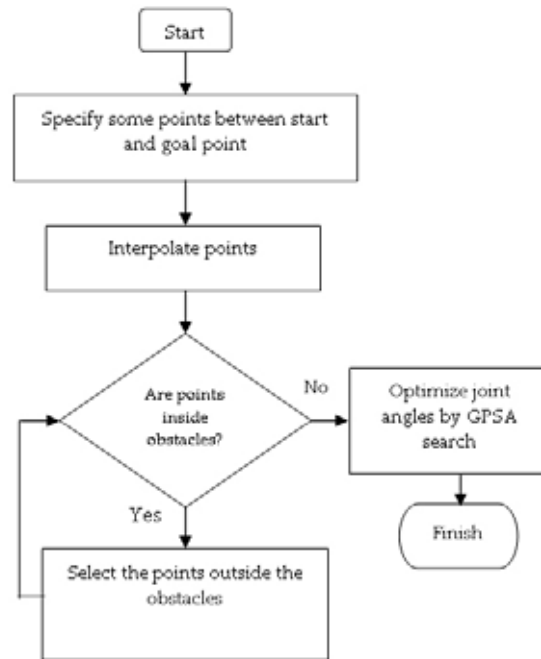 Start
Specify some points between start
and goal point
Interpolate points
Are points
inside
obstacles?
No
Optimize joint
angles by GPSA
search
Yes
Finish
Select the points outside the
obstacles